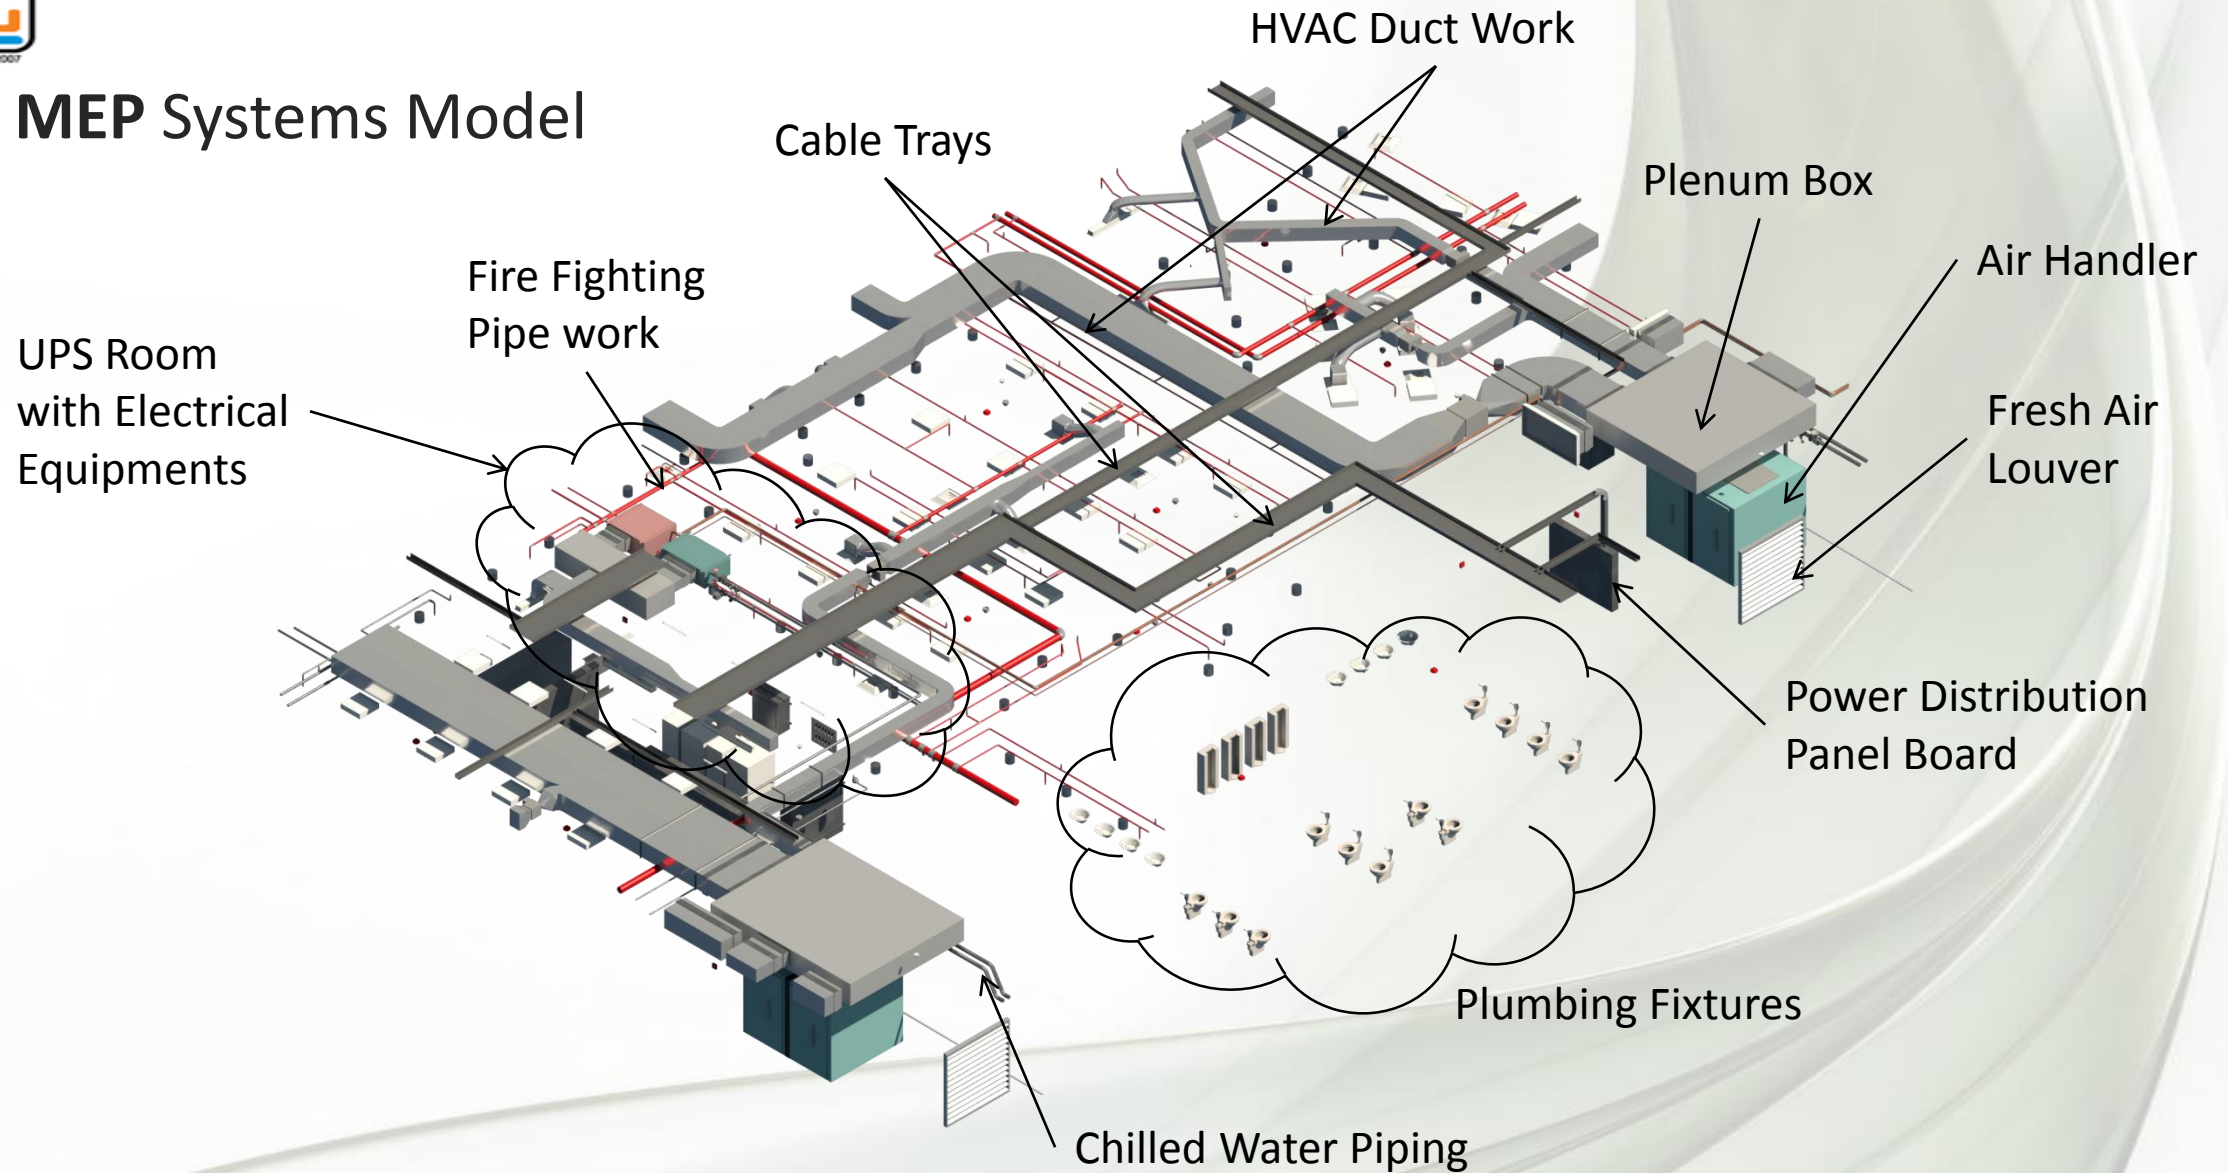 MEP Systems Model
HVAC Duct Work
Cable Trays
Plenum Box
Air Handler
Fire Fighting
Pipe work
UPS Room
with Electrical
Equipments
Fresh Air
Louver
Power Distribution
Panel Board
Plumbing Fixtures
Chilled Water Piping